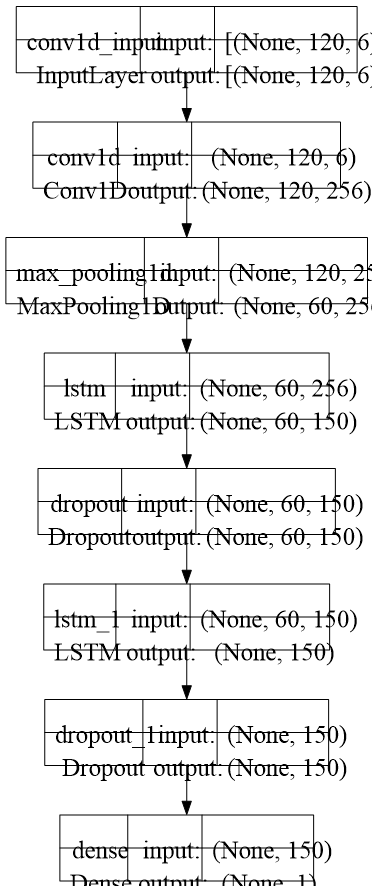 conv1d_input input: [(None, 120, 6)
InputLayer output: [(None, 120, 6)
conv1d input: (None, 120, 6)
Conv1D output: (None, 120, 256)
max_pooling1d input: (None, 120, 25
MaxPooling1D output: (None, 60, 256
lstm input: (None, 60, 256)
LSTM output: (None, 60, 150)
dropout input: (None, 60, 150)
Dropout output: (None, 60, 150)
lstm_1 input: (None, 60, 150)
LSTM output: (None, 150)
dropout_1 input: (None, 150)
Dropout output: (None, 150)
dense input: (None, 150)
Dense output: (None, 1)